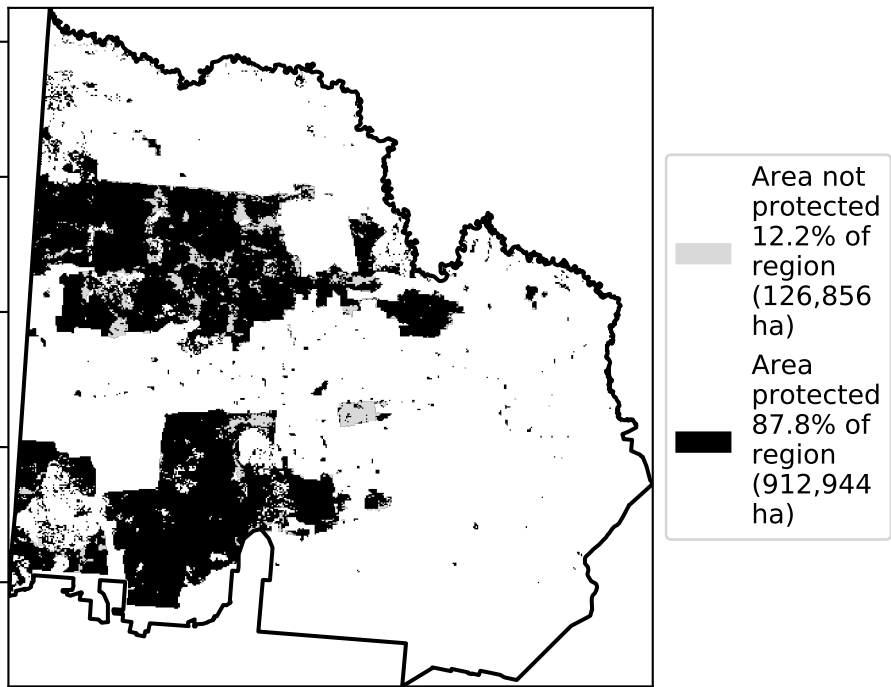 Area not
protected
12.2% of
region
(126,856
ha)
Area
protected
87.8% of
region
(912,944
ha)